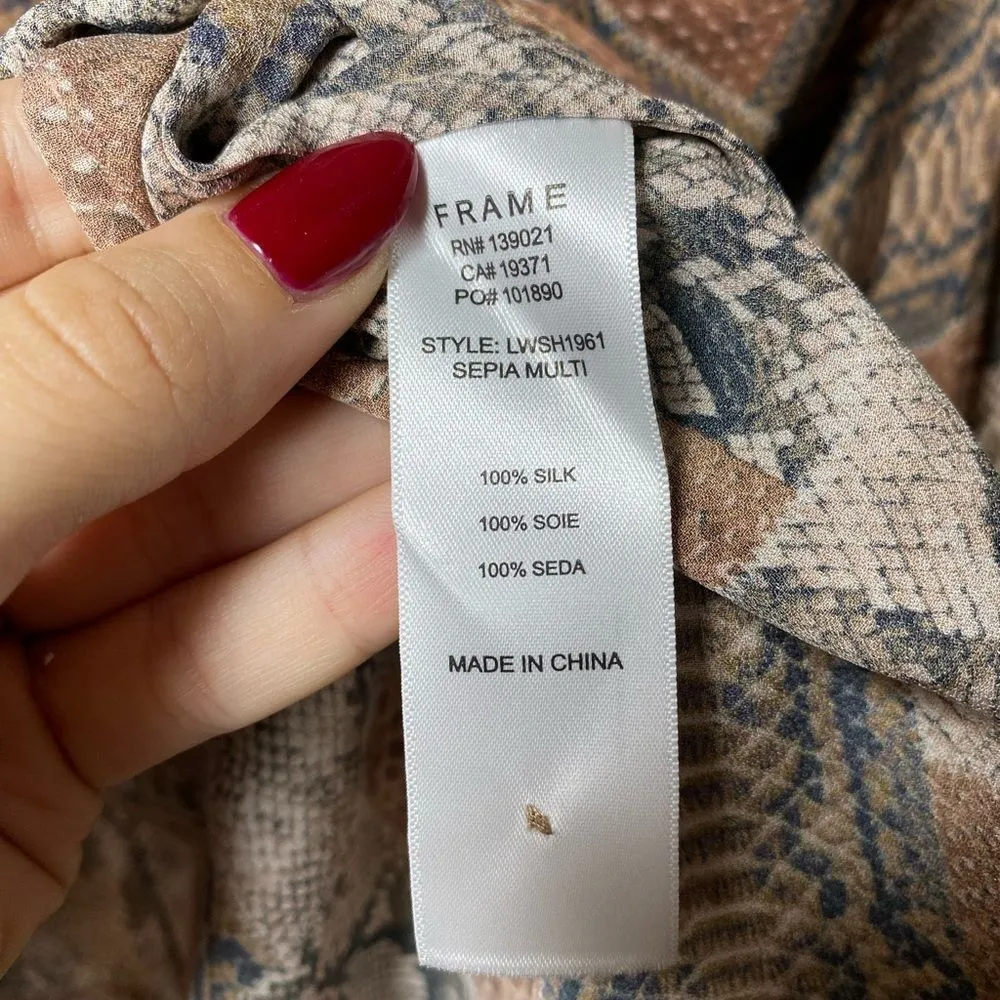 FRAME
RN# 139021
CA# 19371
PO# 101890
STYLE: LWSH1961
SEPIA MULTI
100% SILK
100% SOIE
100% SEDA
MADE IN CHINA